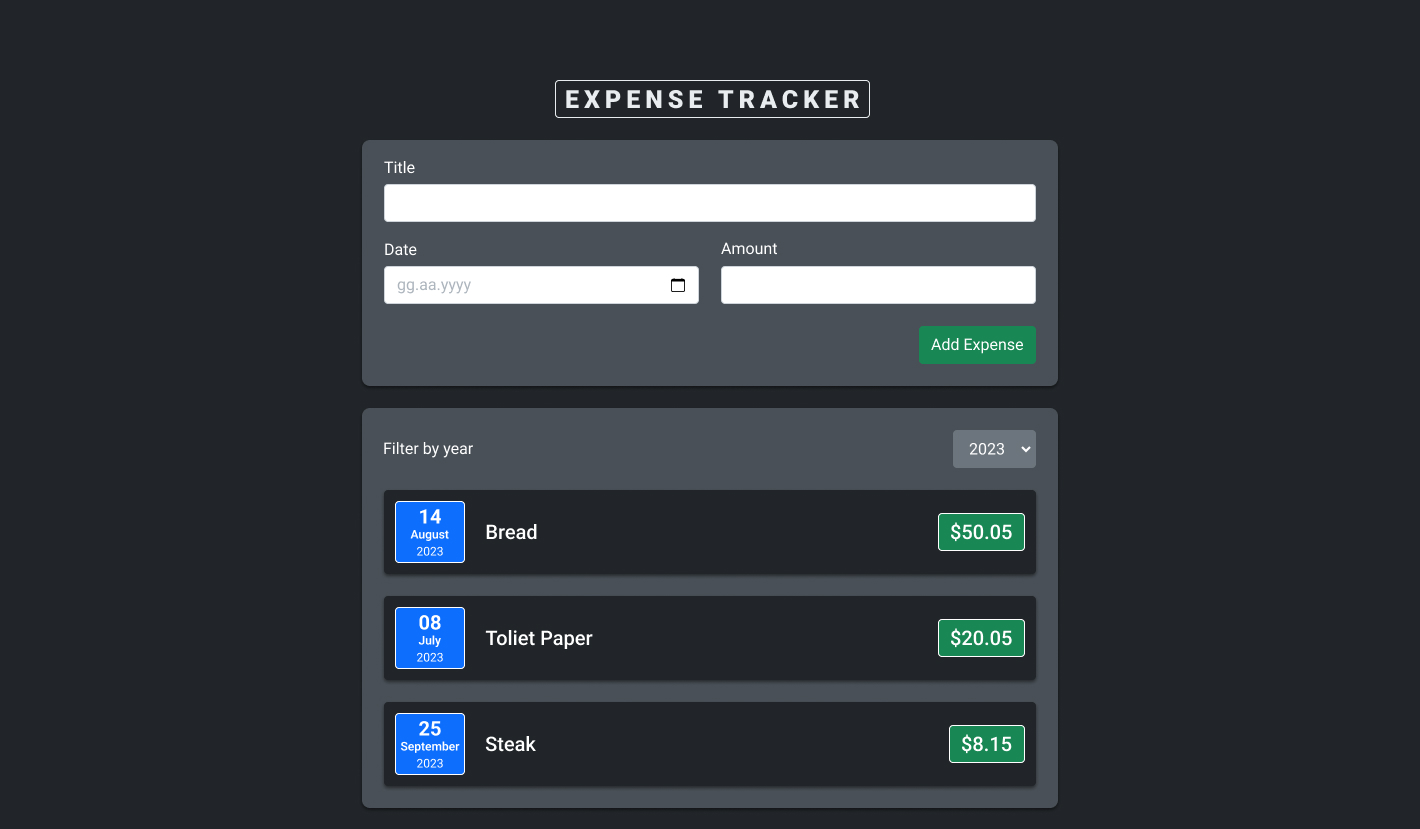 EXPENSE TRACKER
Title
Date
Amount
gg.aa.yyyy
Add Expense
Filter by year
2023
14
August
2023
Bread
$50.05
08
July
2023
Toliet Paper
$20.05
25
September
2023
Steak
$8.15